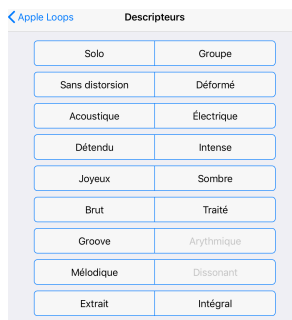 Apple Loops Descripteurs
Solo Groupe
Sans distorsion Déformé
Acoustique Électrique
Détendu Intense
Joyeux Sombre
Brut Traité
Groove Arythmique
Mélodique Dissonant
Extrait Intégral